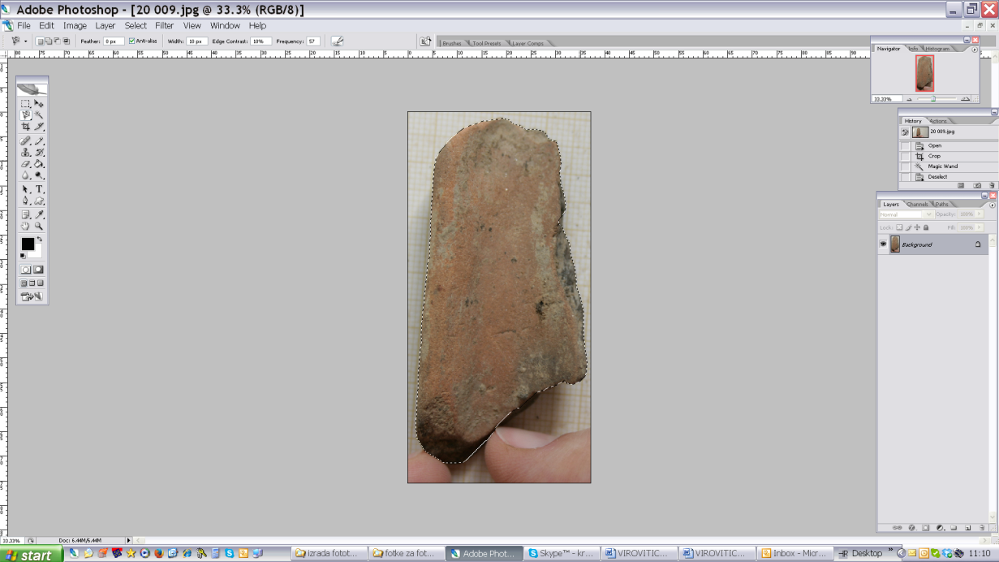 Adobe Photoshop - [20 009.jpg @ 33.3% (RGB/8)]
File Edit Image Layer Select Filter View Window Help
Feather: 0 px Anti-alias Width: 10 px Edge Contrast: 10% Frequency: 57
Brushes Tool Presets Layer Comps
Navigator Info Histogram
33.33%
History Actions
20 009.jpg
Open
Crop
Magic Wand
Deselect
Layers Channels Paths
Normal Opacity: 100%
Lock: Fill: 100%
Background
33.33% Doc: 6.44M/6.44M
start izrada fotot... fotke za fot... Adobe Phot... Skype™ - kr... VIROVITIC... VIROVITIC... Inbox - Micr... HR Desktop 11:10